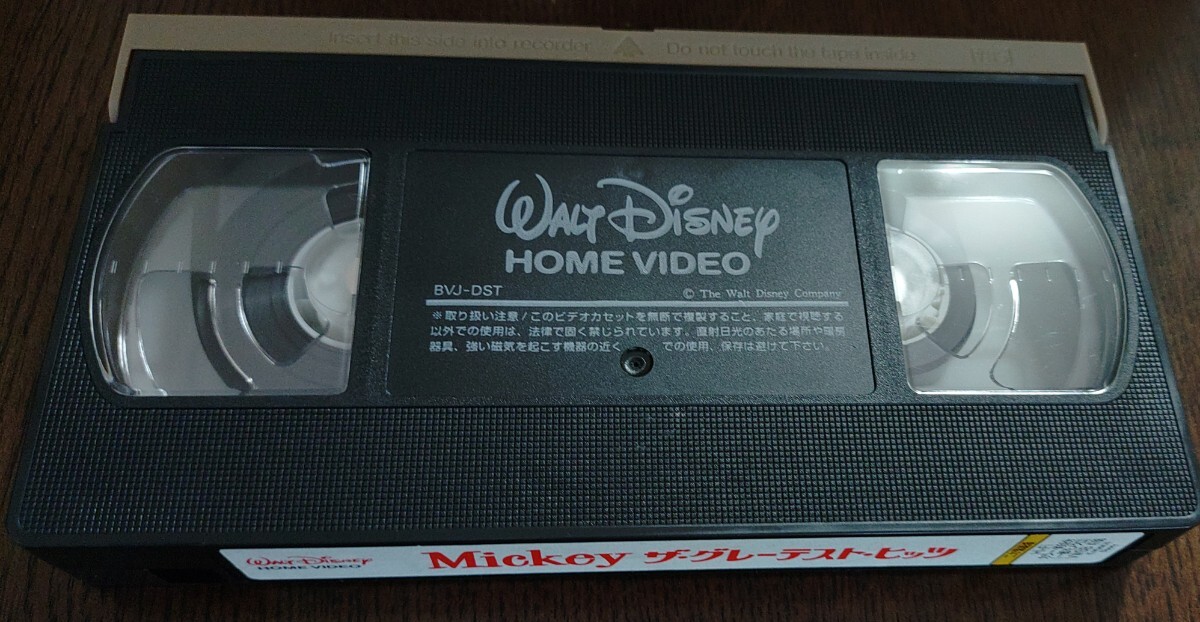 Insert this side into recorder Do not touch the tape inside
WALT DISNEY
HOME VIDEO
BVJ-DST © The Walt Disney Company
※取り扱い注意/このビデオカセットを無断で複製すること、家庭で視聴する
以外での使用は、法律で固く禁じられています。直射日光のあたる場所や暖房
器具、強い磁気を起こす機器の近く での使用、保存は避けて下さい。
WALT DISNEY
HOME VIDEO
Mickey ザ・グレーテスト・ヒッツ